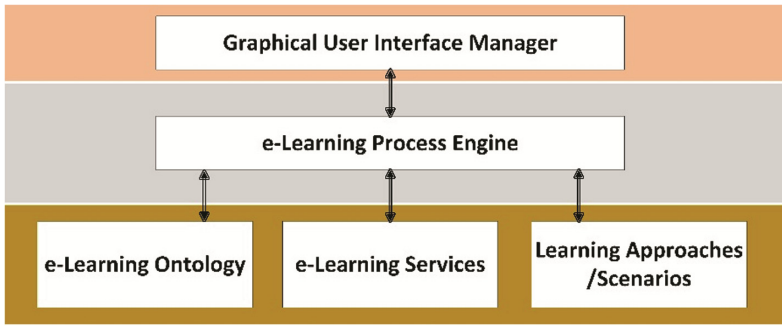 Graphical User Interface Manager
e-Learning Process Engine
e-Learning Ontology
e-Learning Services
Learning Approaches
/Scenarios